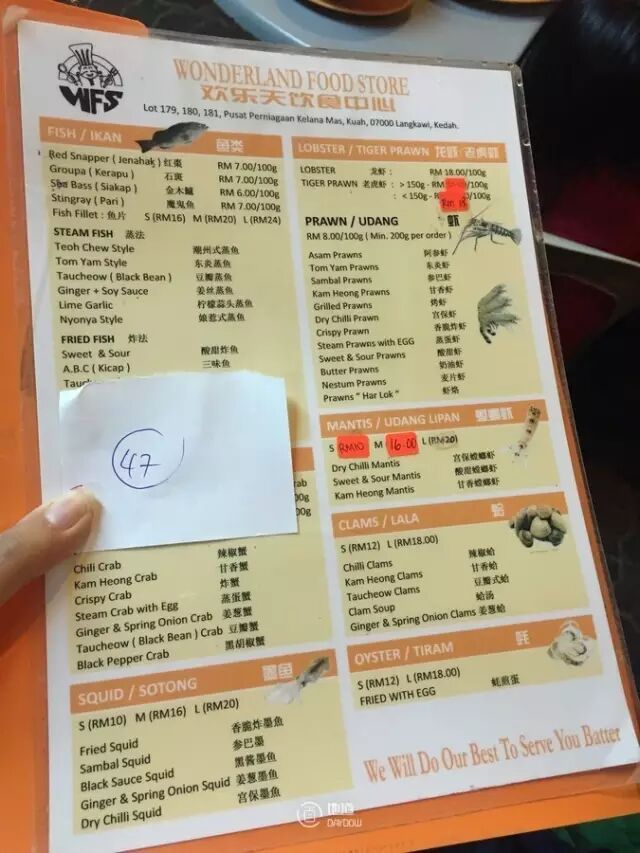 WONDERLAND FOOD STORE
欢乐天饮食中心
WFS
Lot 179, 180, 181, Pusat Perniagaan Kelana Mas, Kuah, 07000 Langkawi, Kedah.
FISH / IKAN 鱼类
Red Snapper (Jenahak) 红枣 RM 7.00/100g
Groupa (Kerapu) 石斑 RM 7.00/100g
Sea Bass (Siakap) 金木鲈 RM 6.00/100g
Stingray (Pari) 魔鬼鱼 RM 7.00/100g
Fish Fillet : 鱼片 S (RM16) M (RM20) L (RM24)
STEAM FISH 蒸法
Teoh Chew Style 潮州式蒸鱼
Tom Yam Style 东炎蒸鱼
Taucheow ( Black Bean ) 豆瓣蒸鱼
Ginger + Soy Sauce 姜丝蒸鱼
Lime Garlic 柠檬蒜头蒸鱼
Nyonya Style 娘惹式蒸鱼
FRIED FISH 炸法
Sweet & Sour 酸甜炸鱼
A.B.C ( Kicap ) 三味鱼
47
Chili Crab 辣椒蟹
Kam Heong Crab 甘香蟹
Crispy Crab 炸蟹
Steam Crab with Egg 蒸蛋蟹
Ginger & Spring Onion Crab 姜葱蟹
Taucheow ( Black Bean ) Crab 豆瓣蟹
Black Pepper Crab 黑胡椒蟹
SQUID / SOTONG 墨鱼
S (RM10) M (RM16) L (RM20)
Fried Squid 香脆炸墨鱼
Sambal Squid 参巴墨
Black Sauce Squid 黑酱墨鱼
Ginger & Spring Onion Squid 姜葱墨鱼
Dry Chilli Squid 宫保墨鱼
LOBSTER / TIGER PRAWN 龙虾/老虎虾
LOBSTER 龙虾: RM 18.00/100g
TIGER PRAWN 老虎虾: > 150g - RM /100g
: < 150g - R /100g
RM 15
PRAWN / UDANG 虾
RM 8.00/100g ( Min. 200g per order )
Asam Prawns 阿参虾
Tom Yam Prawns 东炎虾
Sambal Prawns 参巴虾
Kam Heong Prawns 甘香虾
Grilled Prawns 烤虾
Dry Chilli Prawn 宫保虾
Crispy Prawn 香脆炸虾
Steam Prawns with EGG 蒸蛋虾
Sweet & Sour Prawns 酸甜虾
Butter Prawns 奶油虾
Nestum Prawns 麦片虾
Prawns " Har Lok " 虾烙
MANTIS / UDANG LIPAN
S RM10 M 16.00 L (RM20)
Dry Chilli Mantis 宫保螳螂虾
Sweet & Sour Mantis 酸甜螳螂虾
Kam Heong Mantis 甘香螳螂虾
CLAMS / LALA 蛤
S (RM12) L (RM18.00)
Chilli Clams 辣椒蛤
Kam Heong Clams 甘香蛤
Taucheow Clams 豆瓣式蛤
Clam Soup 蛤汤
Ginger & Spring Onion Clams 姜葱蛤
OYSTER / TIRAM 蚝
S (RM12) L (RM18.00)
FRIED WITH EGG 蚝煎蛋
We Will Do Our Best To Serve You Batter
DAYDOW